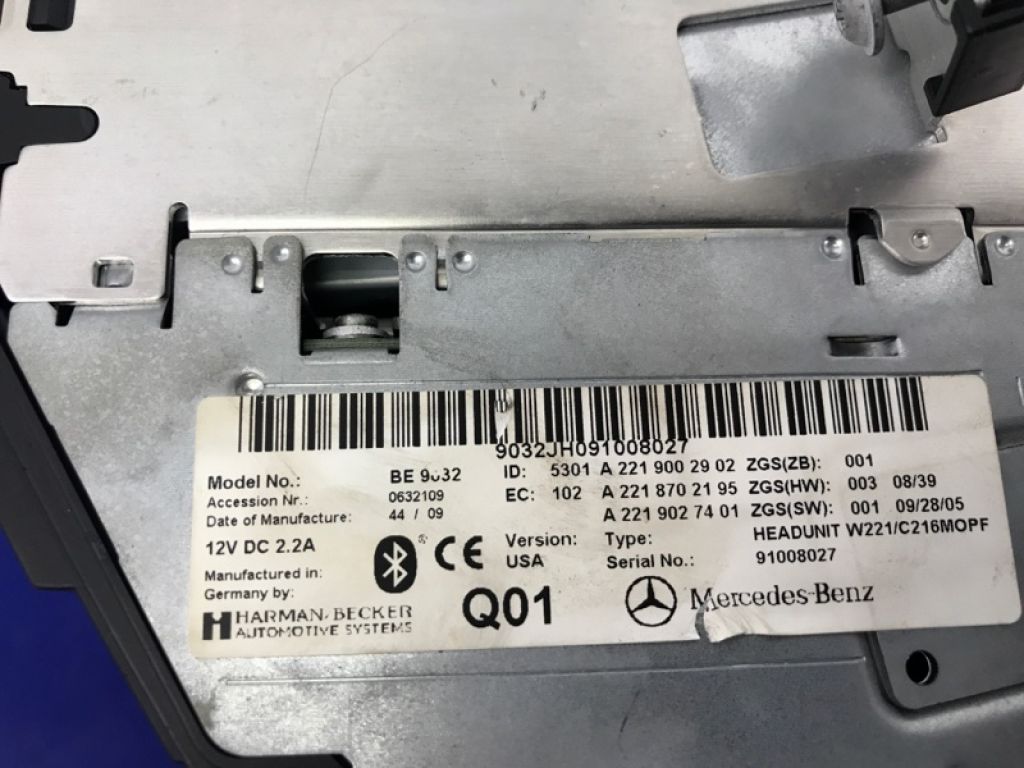 9032JH091008027
Model No.: BE 9032 ID: 5301 A 221 900 29 02 ZGS(ZB): 001
Accession Nr.: 0632109 EC: 102 A 221 870 21 95 ZGS(HW): 003 08/39
Date of Manufacture: 44 / 09 A 221 902 74 01 ZGS(SW): 001 09/28/05
12V DC 2.2A CE Version: USA Type: HEADUNIT W221/C216MOPF
Serial No.: 91008027
Manufactured in:
Germany by:
HARMAN/BECKER
AUTOMOTIVE SYSTEMS
Q01
Mercedes-Benz